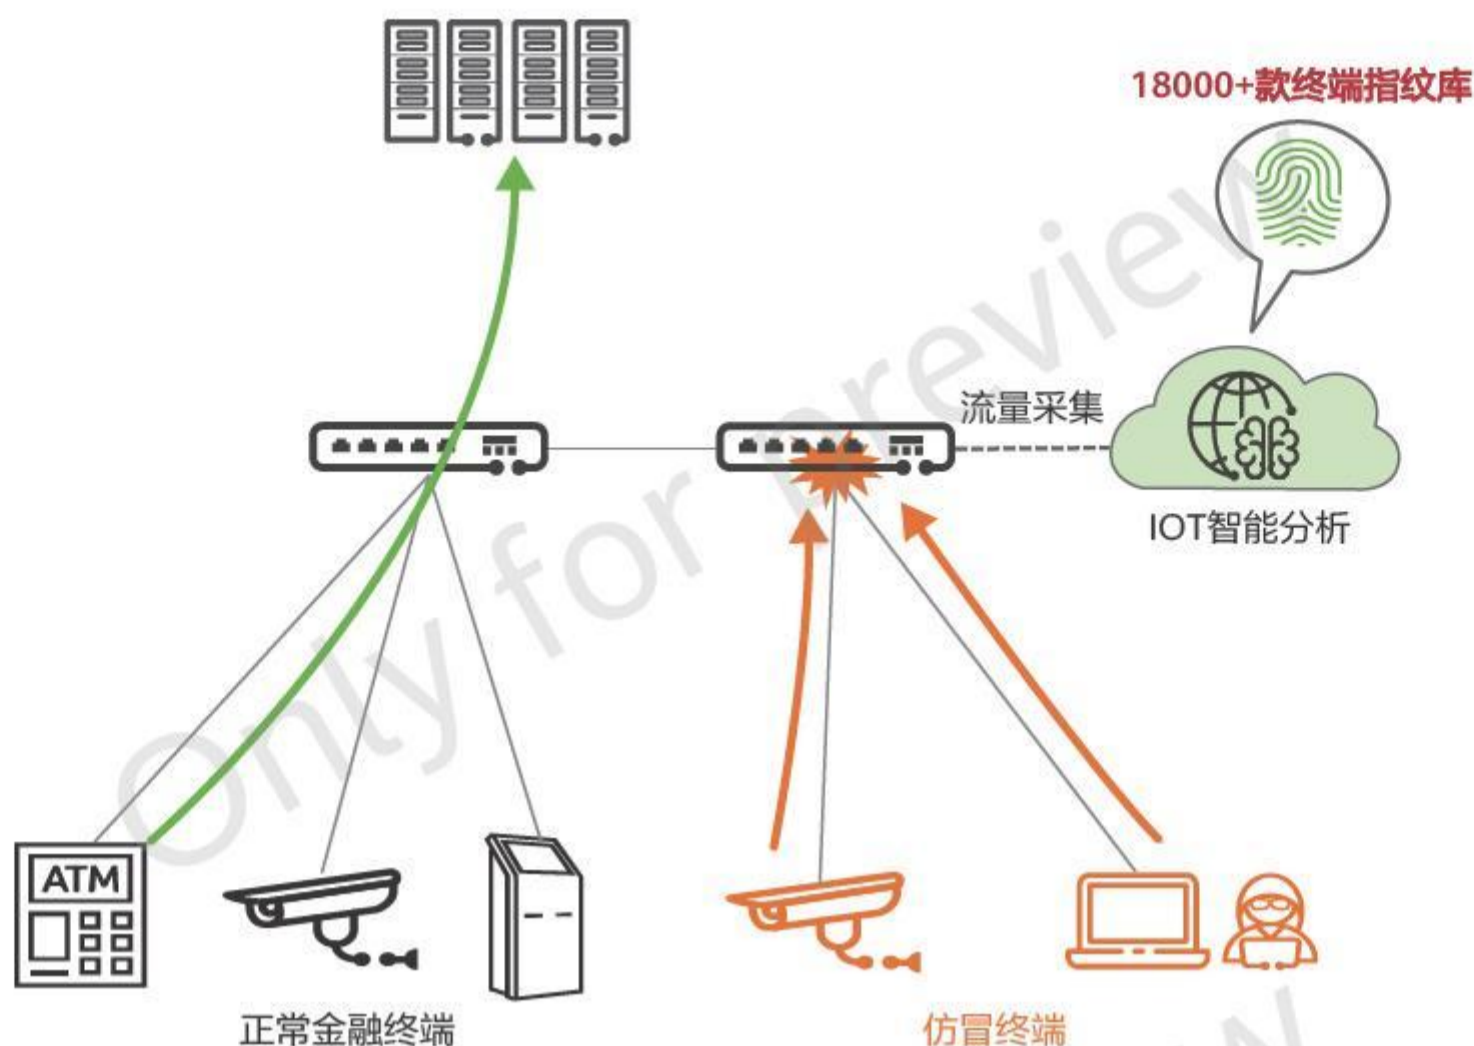 18000+款终端指纹库
流量采集
IOT智能分析
ATM
正常金融终端
仿冒终端
Only for preview